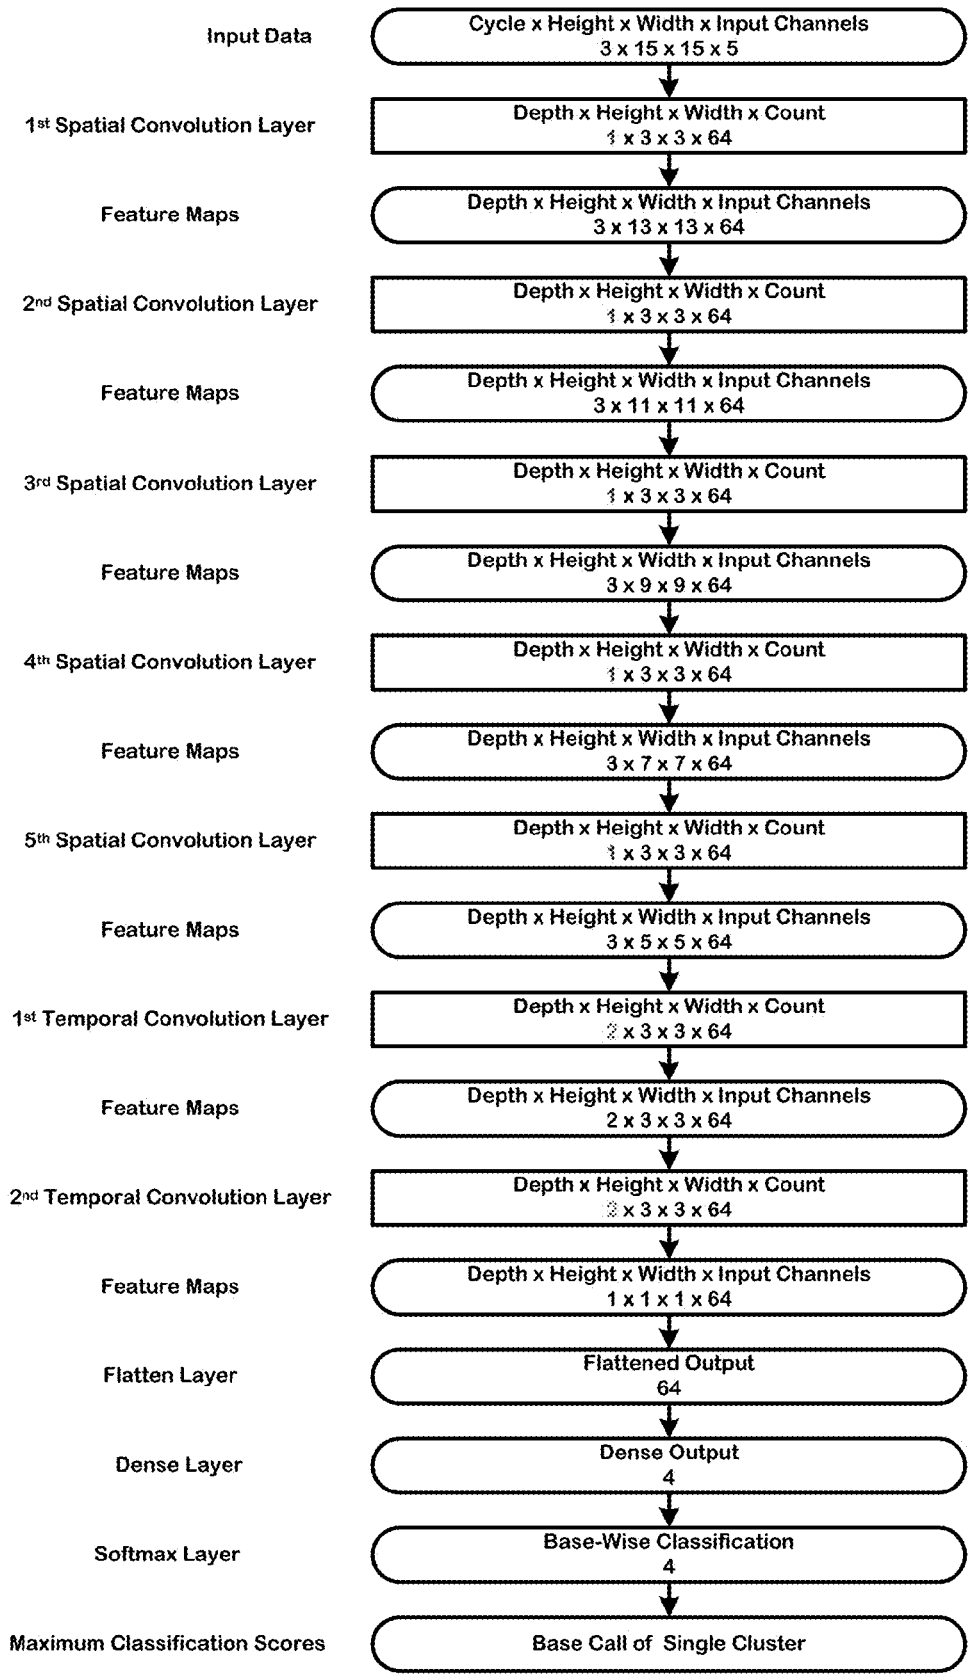 Input Data
Cycle x Height x Width x Input Channels
3 x 15 x 15 x 5
1st Spatial Convolution Layer
Depth x Height x Width x Count
1 x 3 x 3 x 64
Feature Maps
Depth x Height x Width x Input Channels
3 x 13 x 13 x 64
2nd Spatial Convolution Layer
Depth x Height x Width x Count
1 x 3 x 3 x 64
Feature Maps
Depth x Height x Width x Input Channels
3 x 11 x 11 x 64
3rd Spatial Convolution Layer
Depth x Height x Width x Count
1 x 3 x 3 x 64
Feature Maps
Depth x Height x Width x Input Channels
3 x 9 x 9 x 64
4th Spatial Convolution Layer
Depth x Height x Width x Count
1 x 3 x 3 x 64
Feature Maps
Depth x Height x Width x Input Channels
3 x 7 x 7 x 64
5th Spatial Convolution Layer
Depth x Height x Width x Count
1 x 3 x 3 x 64
Feature Maps
Depth x Height x Width x Input Channels
3 x 5 x 5 x 64
1st Temporal Convolution Layer
Depth x Height x Width x Count
2 x 3 x 3 x 64
Feature Maps
Depth x Height x Width x Input Channels
2 x 3 x 3 x 64
2nd Temporal Convolution Layer
Depth x Height x Width x Count
2 x 3 x 3 x 64
Feature Maps
Depth x Height x Width x Input Channels
1 x 1 x 1 x 64
Flatten Layer
Flattened Output
64
Dense Layer
Dense Output
4
Softmax Layer
Base-Wise Classification
4
Maximum Classification Scores
Base Call of Single Cluster